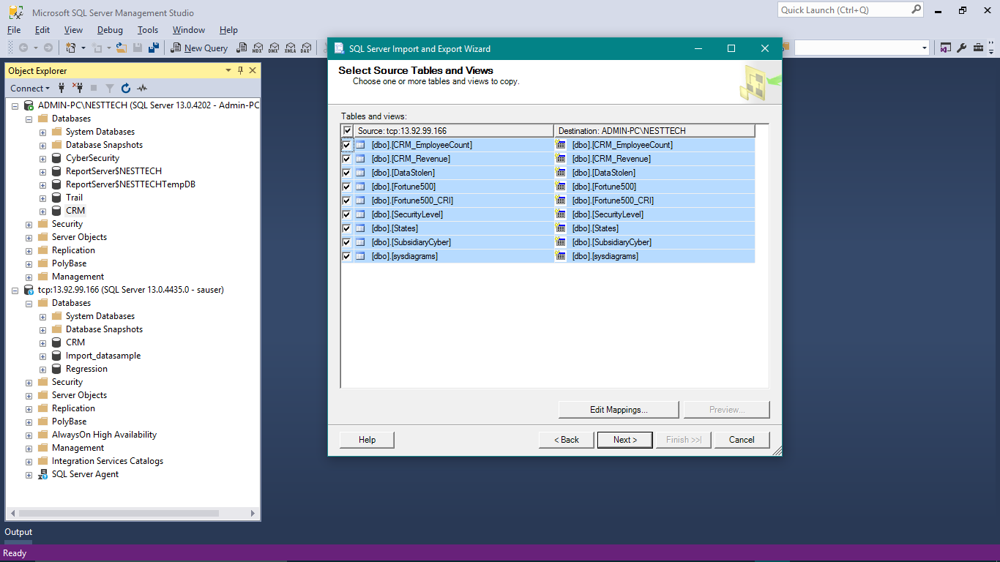 Microsoft SQL Server Management Studio
Quick Launch (Ctrl+Q)
File Edit View Debug Tools Window Help
New Query MDX DMX XMLA DAX
Object Explorer
Connect
ADMIN-PC\NESTTECH (SQL Server 13.0.4202 - Admin-PC
Databases
System Databases
Database Snapshots
CyberSecurity
ReportServer$NESTTECH
ReportServer$NESTTECHTempDB
Trail
CRM
Security
Server Objects
Replication
PolyBase
Management
tcp:13.92.99.166 (SQL Server 13.0.4435.0 - sauser)
Databases
System Databases
Database Snapshots
CRM
Import_datasample
Regression
Security
Server Objects
Replication
PolyBase
AlwaysOn High Availability
Management
Integration Services Catalogs
SQL Server Agent
SQL Server Import and Export Wizard
Select Source Tables and Views
Choose one or more tables and views to copy.
Tables and views:
Source: tcp:13.92.99.166 Destination: ADMIN-PC\NESTTECH
[dbo].[CRM_EmployeeCount] [dbo].[CRM_EmployeeCount]
[dbo].[CRM_Revenue] [dbo].[CRM_Revenue]
[dbo].[DataStolen] [dbo].[DataStolen]
[dbo].[Fortune500] [dbo].[Fortune500]
[dbo].[Fortune500_CRI] [dbo].[Fortune500_CRI]
[dbo].[SecurityLevel] [dbo].[SecurityLevel]
[dbo].[States] [dbo].[States]
[dbo].[SubsidiaryCyber] [dbo].[SubsidiaryCyber]
[dbo].[sysdiagrams] [dbo].[sysdiagrams]
Edit Mappings... Preview...
Help < Back Next > Finish >>| Cancel
Output
Ready